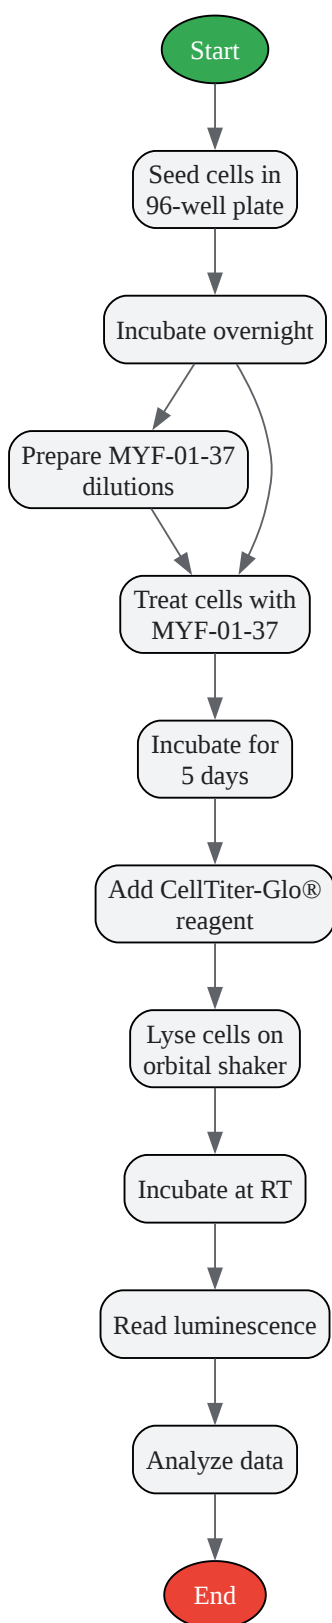 Start
Seed cells in
96-well plate
Incubate overnight
Prepare MYF-01-37
dilutions
Treat cells with
MYF-01-37
Incubate for
5 days
Add CellTiter-Glo®
reagent
Lyse cells on
orbital shaker
Incubate at RT
Read luminescence
Analyze data
End